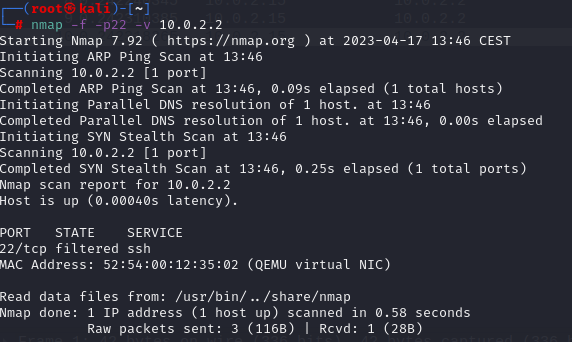 ┌──(root㉿kali)-[~]
└─# nmap -f -p22 -v 10.0.2.2
Starting Nmap 7.92 ( https://nmap.org ) at 2023-04-17 13:46 CEST
Initiating ARP Ping Scan at 13:46
Scanning 10.0.2.2 [1 port]
Completed ARP Ping Scan at 13:46, 0.09s elapsed (1 total hosts)
Initiating Parallel DNS resolution of 1 host. at 13:46
Completed Parallel DNS resolution of 1 host. at 13:46, 0.00s elapsed
Initiating SYN Stealth Scan at 13:46
Scanning 10.0.2.2 [1 port]
Completed SYN Stealth Scan at 13:46, 0.25s elapsed (1 total ports)
Nmap scan report for 10.0.2.2
Host is up (0.00040s latency).
PORT   STATE    SERVICE
22/tcp filtered ssh
MAC Address: 52:54:00:12:35:02 (QEMU virtual NIC)
Read data files from: /usr/bin/../share/nmap
Nmap done: 1 IP address (1 host up) scanned in 0.58 seconds
           Raw packets sent: 3 (116B) | Rcvd: 1 (28B)